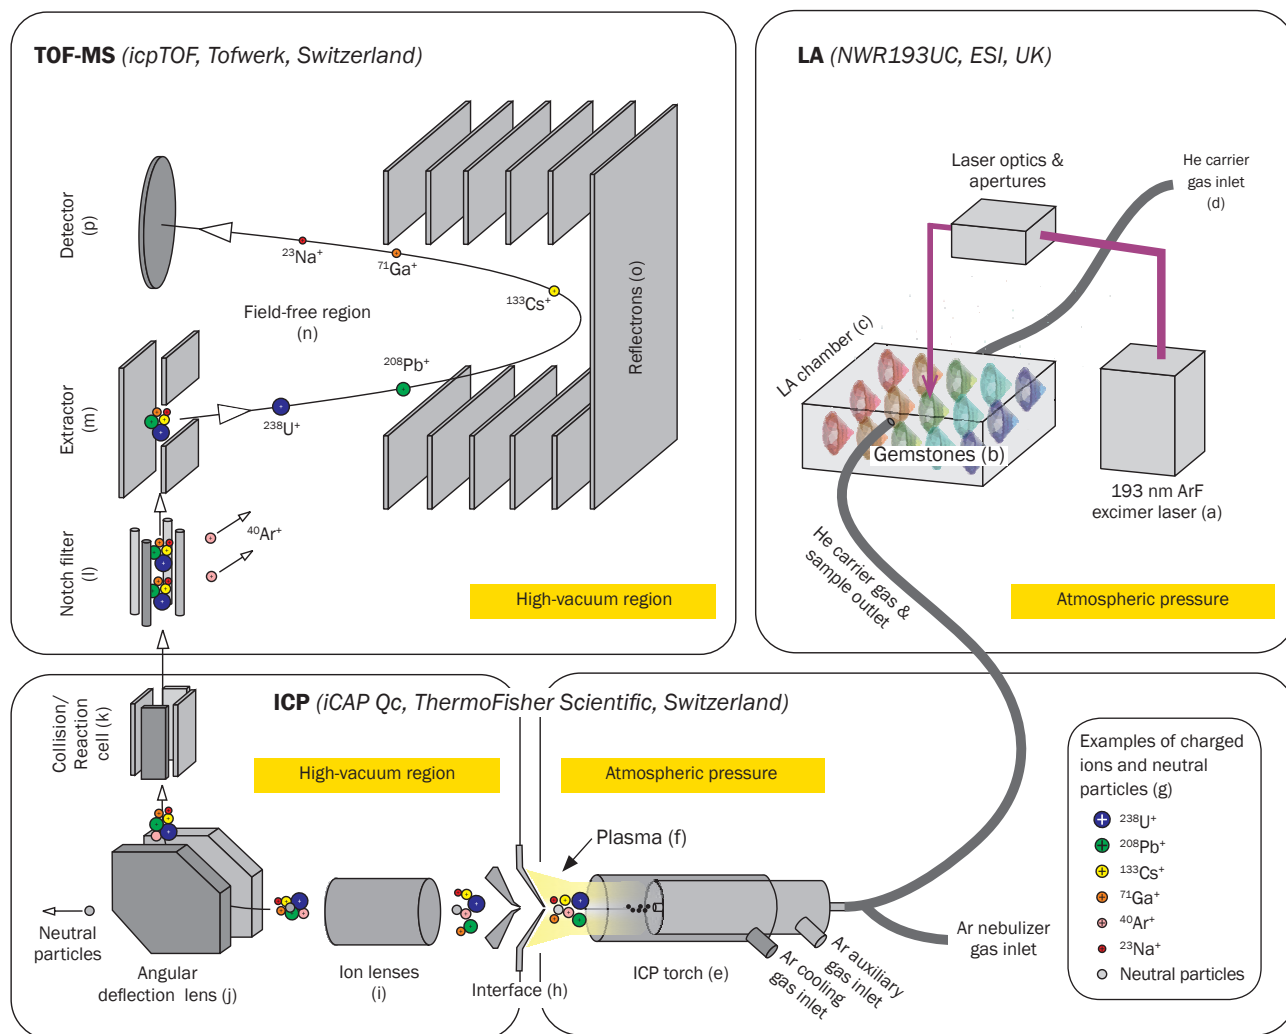 TOF-MS (icpTOF, Tofwerk, Switzerland)
Detector
(p)
²³Na⁺
⁷¹Ga⁺
¹³³Cs⁺
Field-free region
(n)
Reflectrons (o)
²⁰⁸Pb⁺
²³⁸U⁺
Extractor
(m)
⁴⁰Ar⁺
Notch filter
(l)
High-vacuum region
LA (NWR193UC, ESI, UK)
Laser optics &
apertures
He carrier
gas inlet
(d)
LA chamber (c)
Gemstones (b)
193 nm ArF
excimer laser (a)
He carrier gas &
sample outlet
Atmospheric pressure
ICP (iCAP Qc, ThermoFisher Scientific, Switzerland)
Collision/
Reaction
cell (k)
High-vacuum region
Atmospheric pressure
Plasma (f)
Neutral
particles
Angular
deflection lens (j)
Ion lenses
(i)
Interface (h)
ICP torch (e)
Ar cooling
gas inlet
Ar auxiliary
gas inlet
Ar nebulizer
gas inlet
Examples of charged
ions and neutral
particles (g)
²³⁸U⁺
²⁰⁸Pb⁺
¹³³Cs⁺
⁷¹Ga⁺
⁴⁰Ar⁺
²³Na⁺
Neutral particles